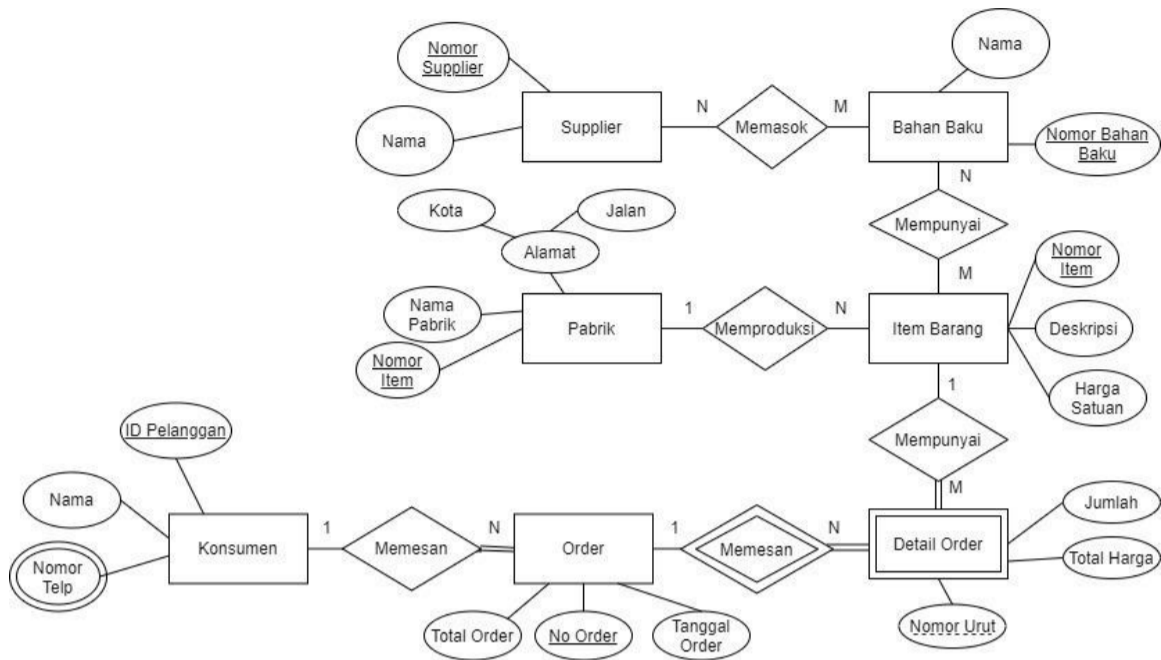 Nomor
Supplier
Nama
Supplier
N
Memasok
M
Bahan Baku
Nama
Nomor Bahan
Baku
N
Mempunyai
M
Kota
Jalan
Alamat
Nama
Pabrik
Nomor
Item
Pabrik
1
Memproduksi
N
Item Barang
Nomor
Item
Deskripsi
Harga
Satuan
1
Mempunyai
M
ID Pelanggan
Nama
Nomor
Telp
Konsumen
1
Memesan
N
Order
1
Memesan
N
Detail Order
Jumlah
Total Harga
Total Order
No Order
Tanggal
Order
Nomor Urut